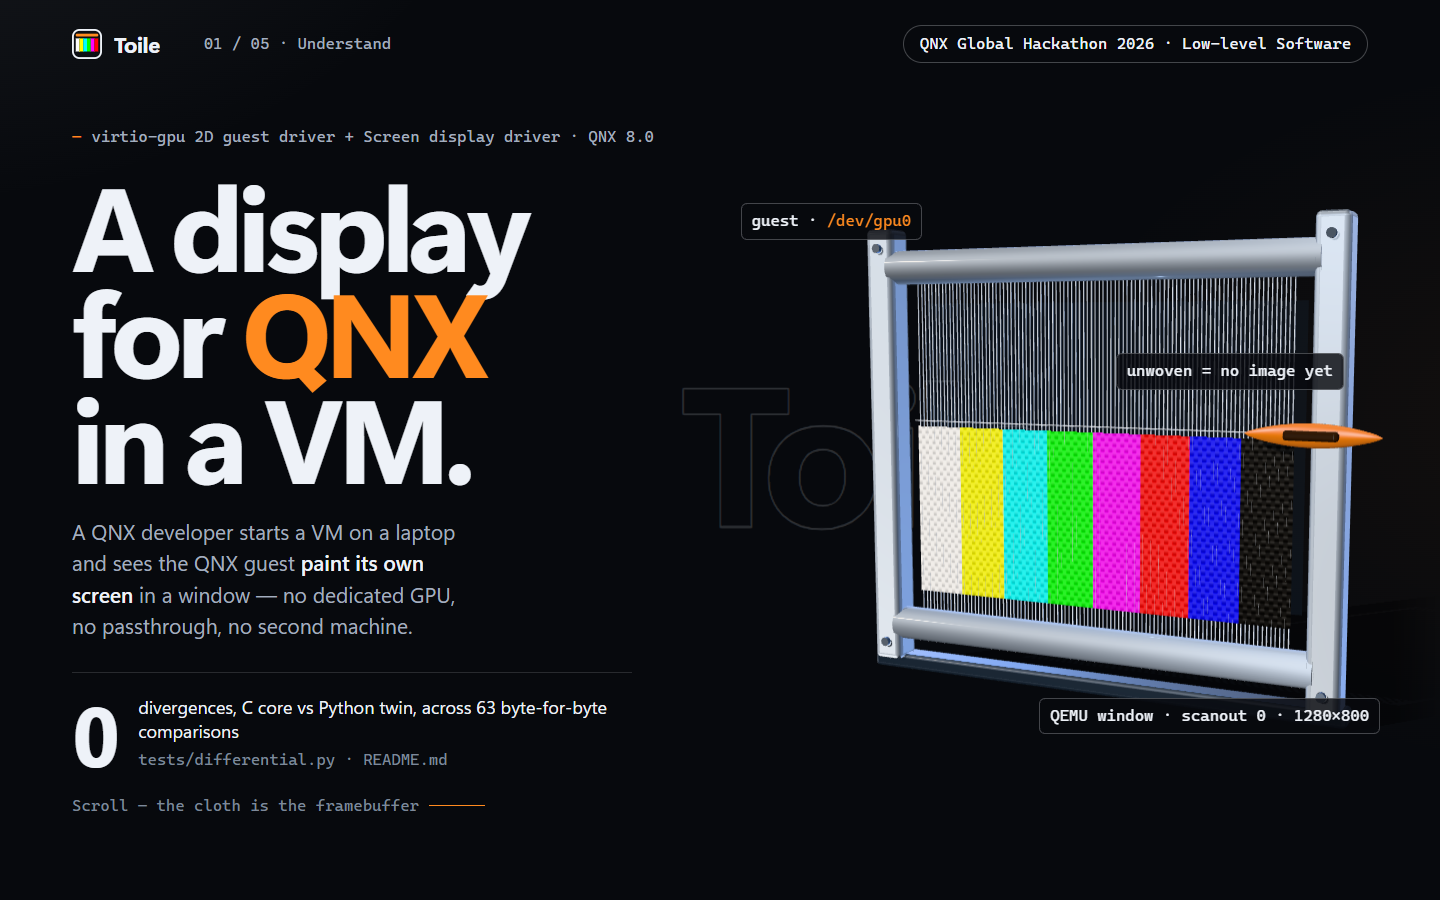 Toile
01 / 05 · Understand
QNX Global Hackathon 2026 · Low-level Software
— virtio-gpu 2D guest driver + Screen display driver · QNX 8.0
A display
for QNX
in a VM.
A QNX developer starts a VM on a laptop
and sees the QNX guest paint its own
screen in a window — no dedicated GPU,
no passthrough, no second machine.
0
divergences, C core vs Python twin, across 63 byte-for-byte
comparisons
tests/differential.py · README.md
Scroll — the cloth is the framebuffer
guest · /dev/gpu0
unwoven = no image yet
To
QEMU window · scanout 0 · 1280×800